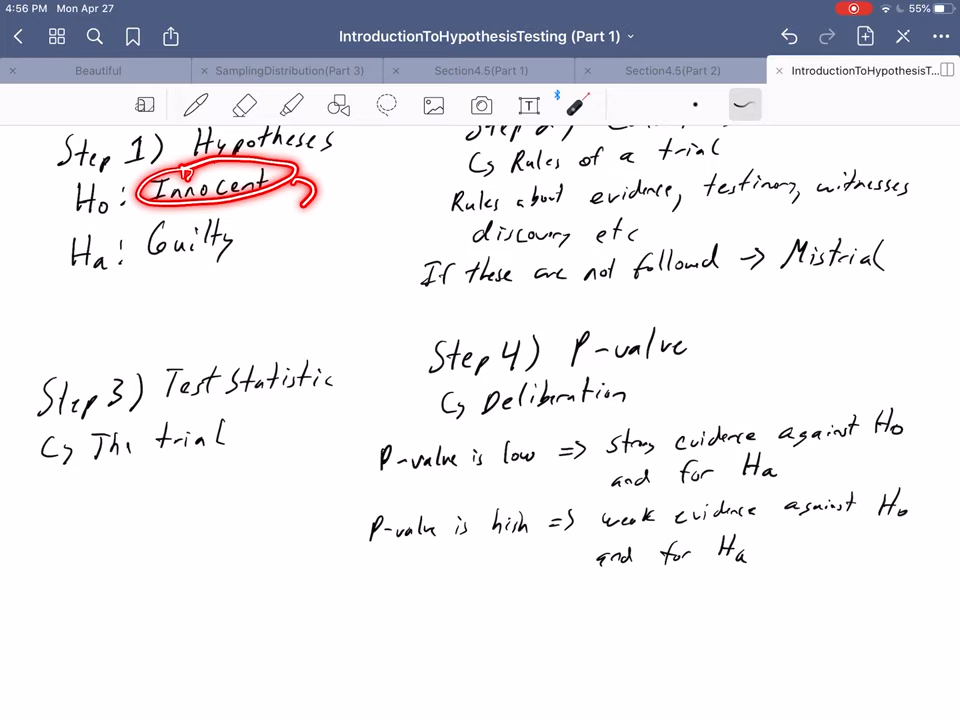 4:56 PM Mon Apr 27
55%
IntroductionToHypothesisTesting (Part 1)
Beautiful
SamplingDistribution(Part 3)
Section4.5(Part 1)
Section4.5 (Part 2)
IntroductionToHypothesisT...
Step 1) Hypotheses
Ho: Innocent
Ha: Guilty
Step 2)
Rules of a trial
Rules about evidence, testimony, witnesses
discovery etc
If these are not followed -> Mistrial
Step 3) Test Statistic
The trial
Step 4) P-value
Deliberation
P-value is low => strong evidence against Ho
and for Ha
P-value is high => weak evidence against Ho
and for Ha